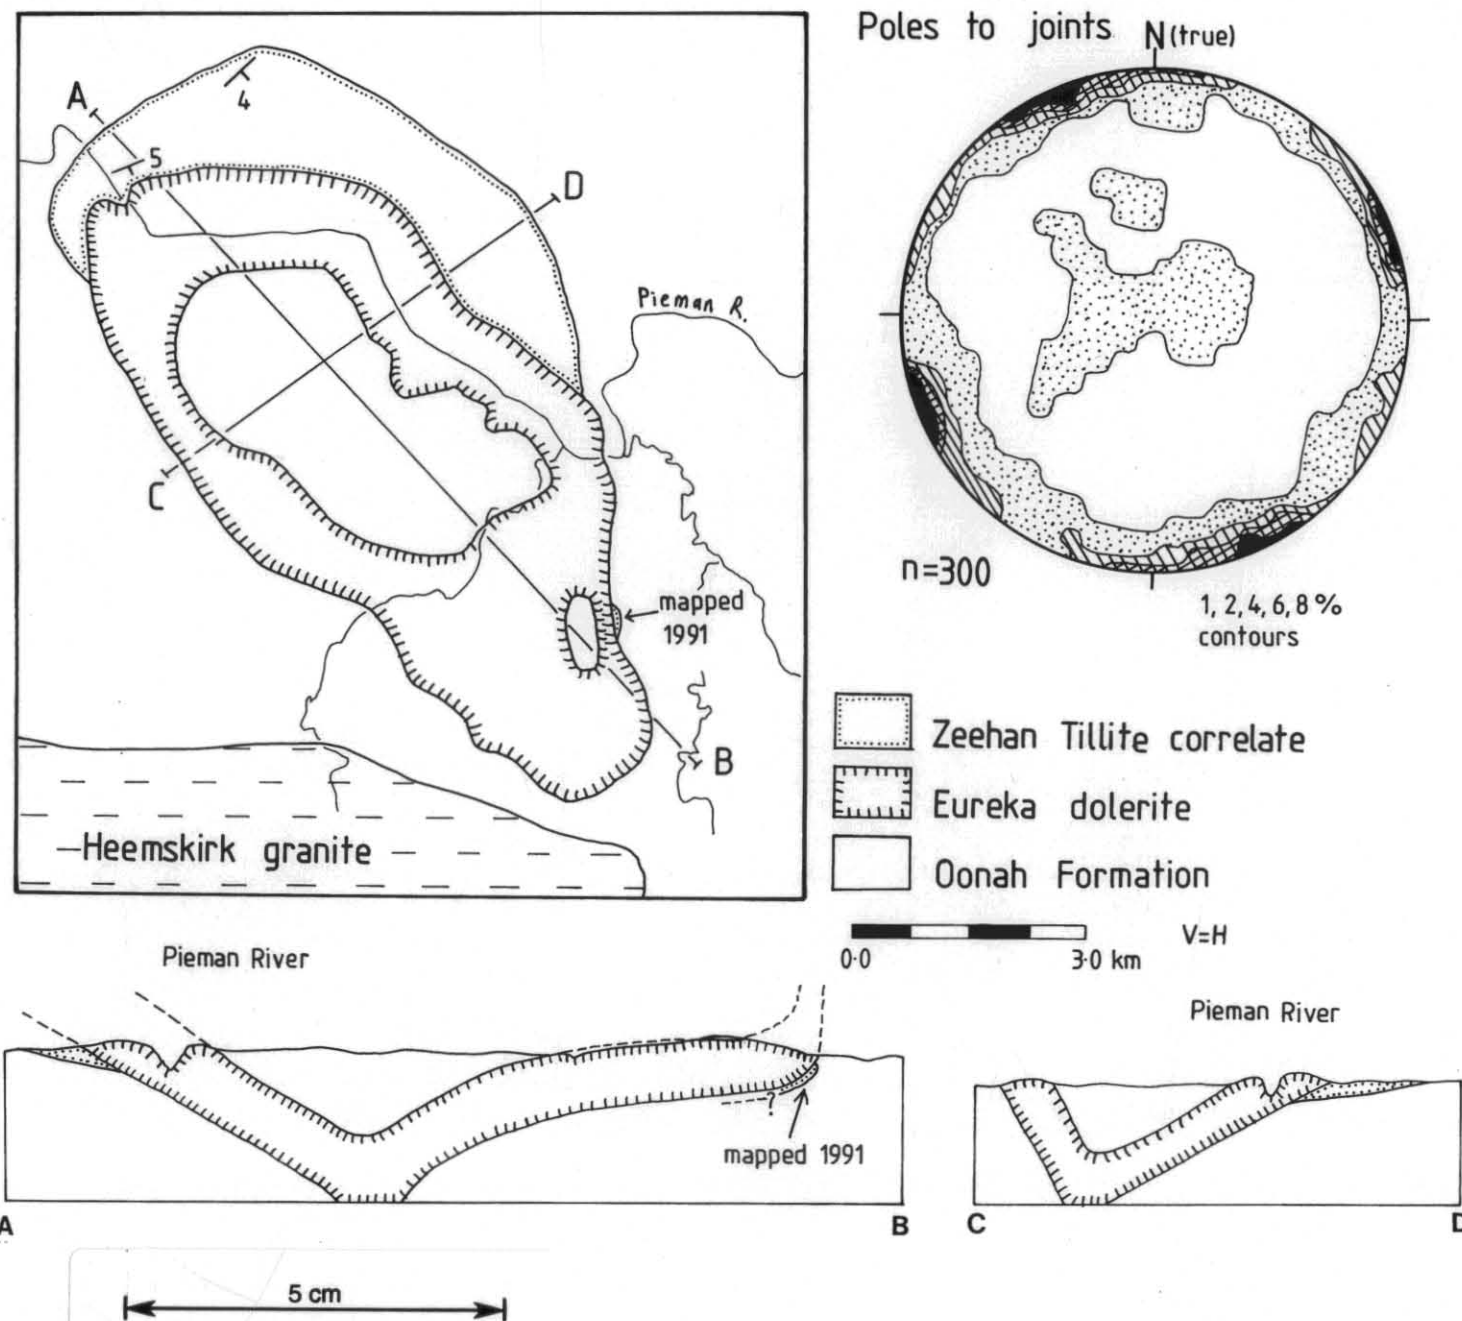 Poles to joints
N (true)
A
4
5
D
Pieman R.
C
n=300
mapped
1991
1, 2, 4, 6, 8 %
contours
B
Zeehan Tillite correlate
Eureka dolerite
Heemskirk granite
Oonah Formation
V=H
0·0
3·0 km
Pieman River
Pieman River
?
mapped 1991
A
B
C
D
5 cm